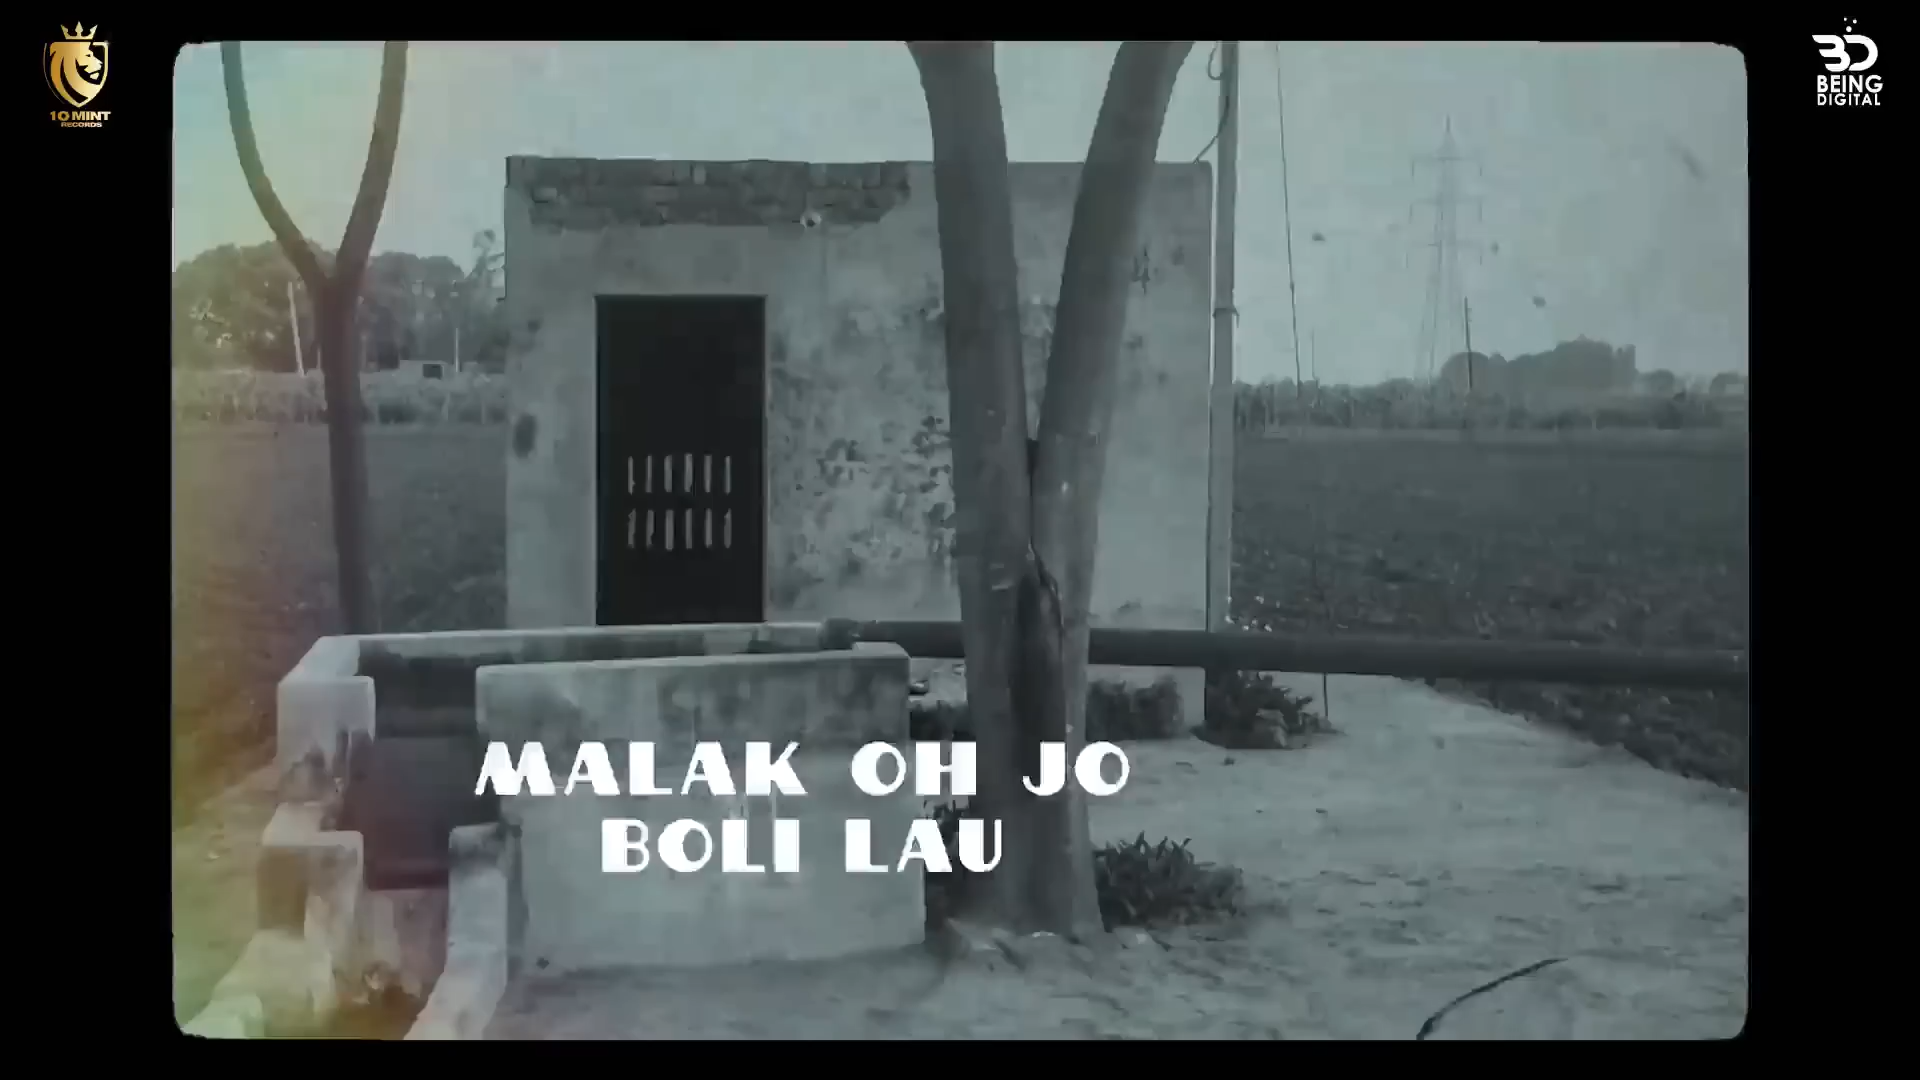 10 MINT
RECORDS
BEING
DIGITAL
MALAK OH JO
BOLI LAU